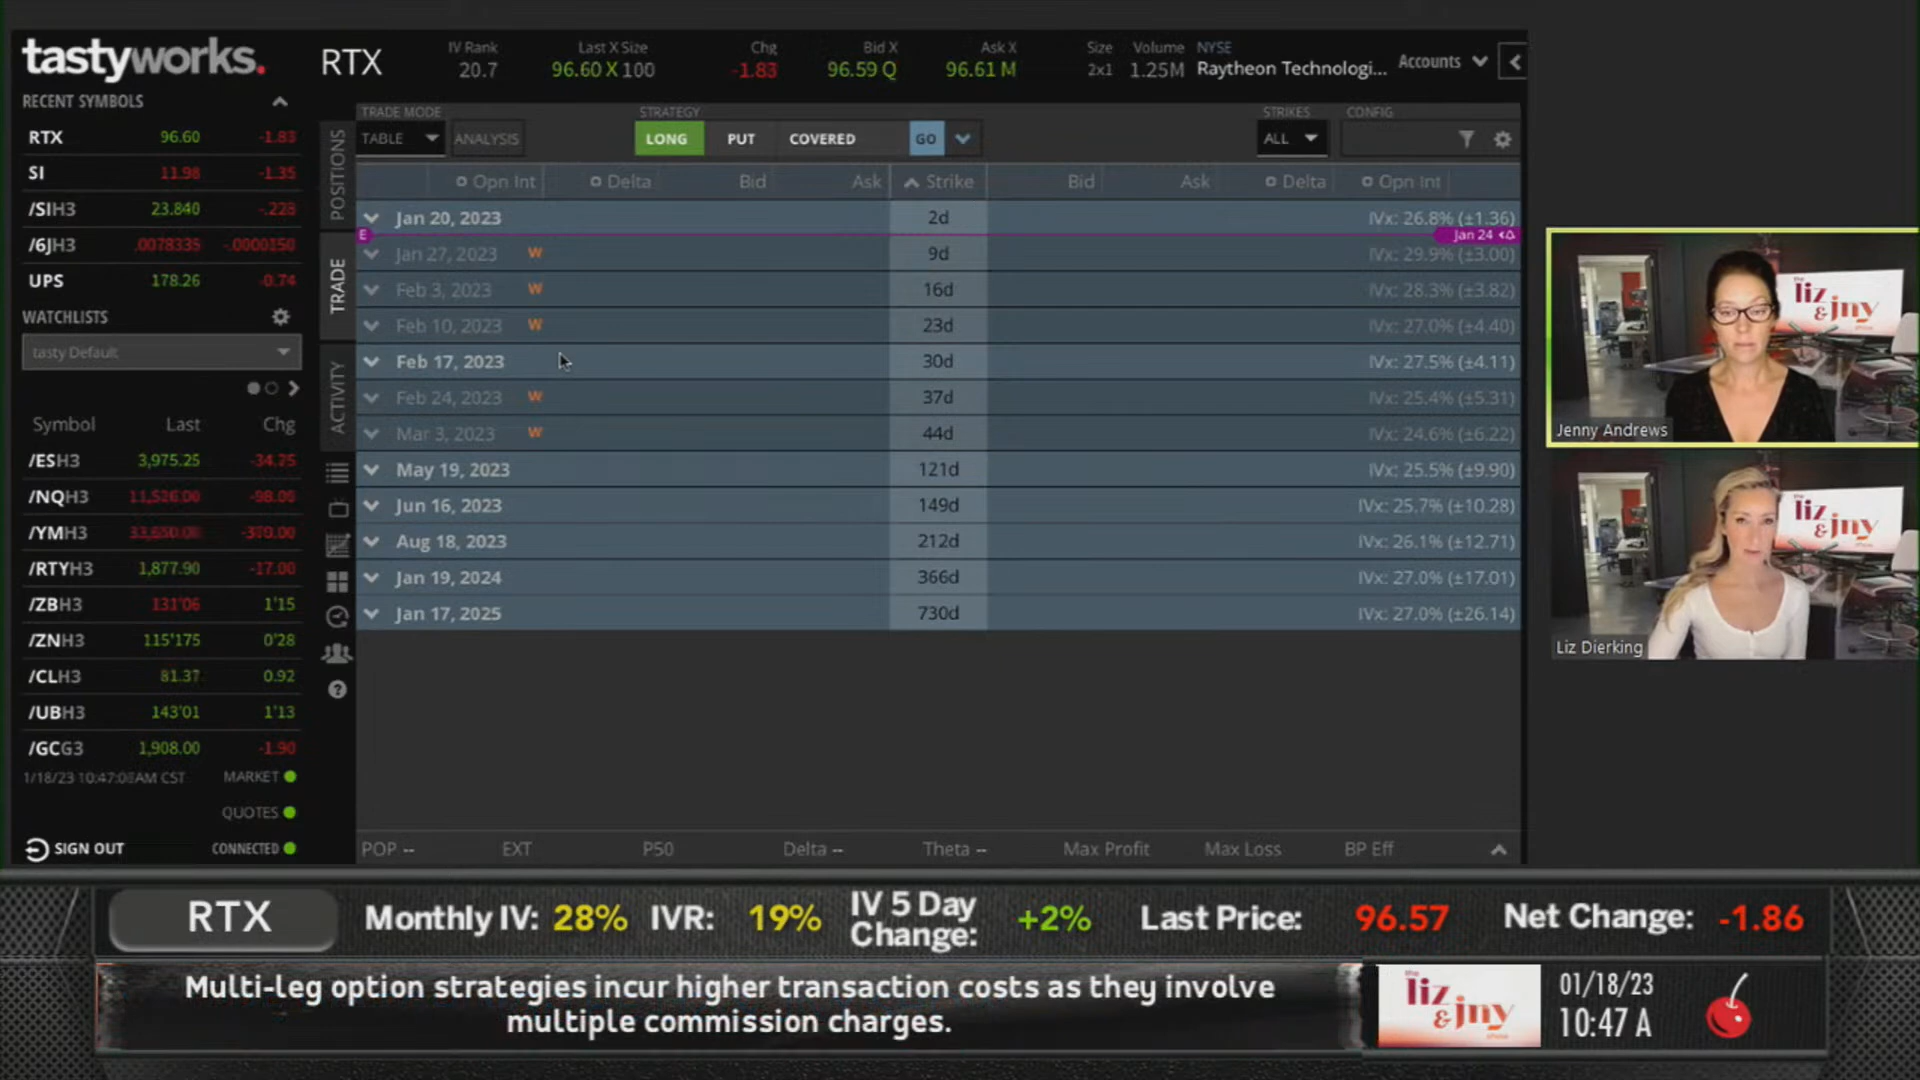 tastyworks.
RECENT SYMBOLS
RTX 96.60 -1.83
SI 11.98 -1.35
/SIH3 23.840 -.228
/6JH3 .0078335 -.0000150
UPS 178.26 -0.74
WATCHLISTS
tasty Default
Symbol Last Chg
/ESH3 3,975.25 -34.75
/NQH3 11,526.00 -98.00
/YMH3 -370.00
/RTYH3 1,877.90 -17.00
/ZBH3 131'06 1'15
/ZNH3 115'175 0'28
/CLH3 81.37 0.92
/UBH3 143'01 1'13
/GCG3 1,908.00 -1.90
1/18/23 AM CST MARKET
QUOTES
SIGN OUT CONNECTED
POSITIONS
TRADE
ACTIVITY
RTX
IV Rank
20.7
Last X Size
96.60 X 100
Chg
-1.83
Bid X
96.59 Q
Ask X
96.61 M
Size
2x1
Volume
1.25M
NYSE
Raytheon Technologi...
Accounts
TRADE MODE STRATEGY STRIKES CONFIG
TABLE ANALYSIS LONG PUT COVERED GO ALL
Opn Int Delta Bid Ask Strike Bid Ask Delta Opn Int
Jan 20, 2023 2d IVx: 26.8% (±1.36)
E Jan 24
Jan 27, 2023 W 9d IVx: 29.9% (±3.00)
Feb 3, 2023 W 16d IVx: 28.3% (±3.82)
Feb 10, 2023 W 23d IVx: 27.0% (±4.40)
Feb 17, 2023 30d IVx: 27.5% (±4.11)
Feb 24, 2023 W 37d IVx: 25.4% (±5.31)
Mar 3, 2023 W 44d IVx: 24.6% (±6.22)
May 19, 2023 121d IVx: 25.5% (±9.90)
Jun 16, 2023 149d IVx: 25.7% (±10.28)
Aug 18, 2023 212d IVx: 26.1% (±12.71)
Jan 19, 2024 366d IVx: 27.0% (±17.01)
Jan 17, 2025 730d IVx: 27.0% (±26.14)
POP -- EXT P50 Delta -- Theta -- Max Profit Max Loss BP Eff
the liz & jny
Jenny Andrews
the liz & jny
Liz Dierking
RTX Monthly IV: 28% IVR: 19% IV 5 Day Change: +2% Last Price: 96.57 Net Change: -1.86
Multi-leg option strategies incur higher transaction costs as they involve
multiple commission charges.
the liz & jny show
01/18/23
10:47 A